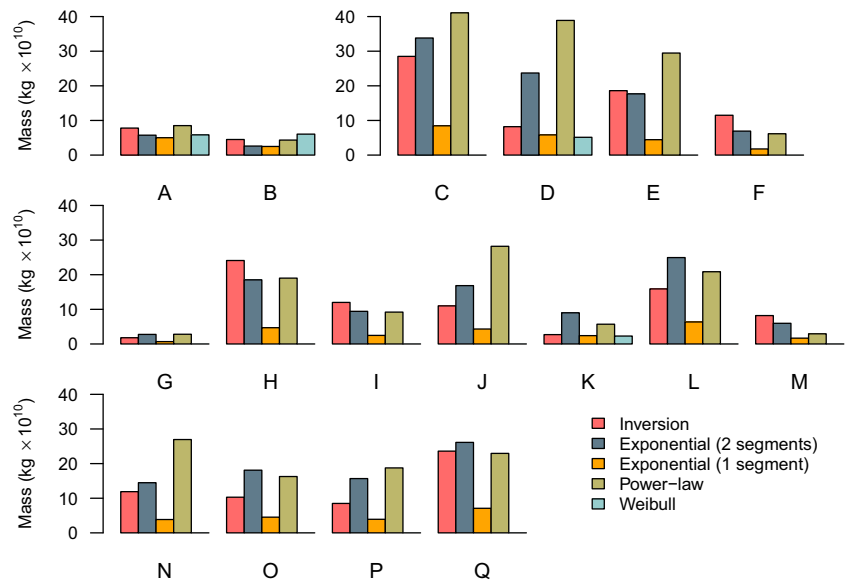 Mass (kg ×10¹⁰)
40
30
20
10
0
40
30
20
10
0
A B C D E F
Mass (kg ×10¹⁰)
40
30
20
10
0
G H I J K L M
Mass (kg ×10¹⁰)
40
30
20
10
0
Inversion
Exponential (2 segments)
Exponential (1 segment)
Power−law
Weibull
N O P Q